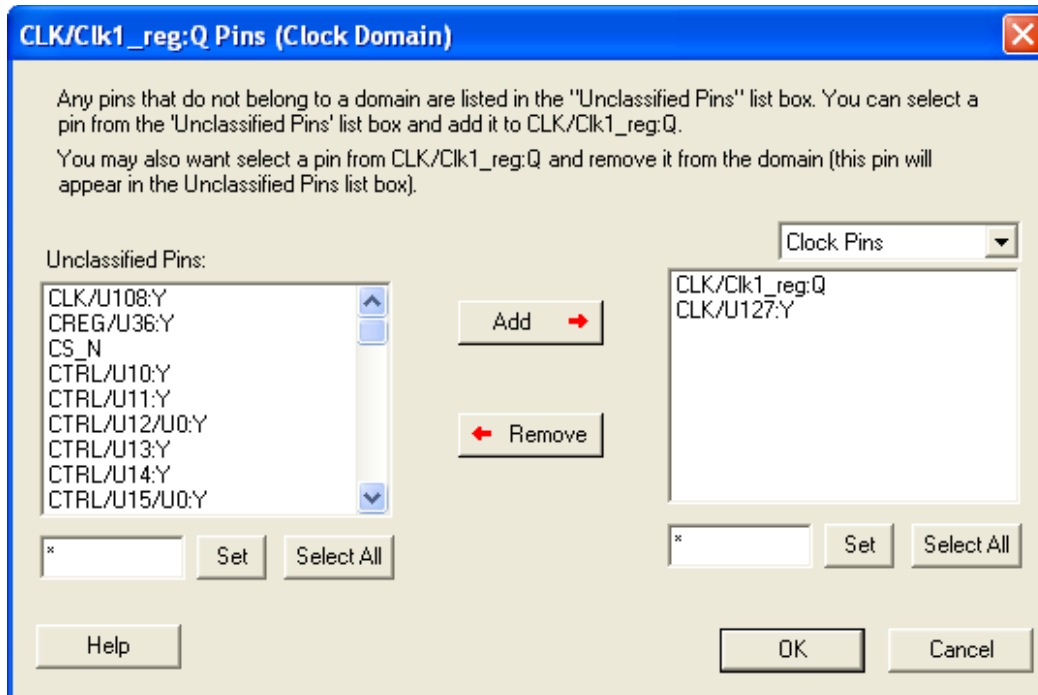 CLK/Clk1_reg:Q Pins (Clock Domain)
Any pins that do not belong to a domain are listed in the "Unclassified Pins" list box. You can select a
pin from the 'Unclassified Pins' list box and add it to CLK/Clk1_reg:Q.
You may also want select a pin from CLK/Clk1_reg:Q and remove it from the domain (this pin will
appear in the Unclassified Pins list box).
Unclassified Pins:
CLK/U108:Y
CREG/U36:Y
CS_N
CTRL/U10:Y
CTRL/U11:Y
CTRL/U12/U0:Y
CTRL/U13:Y
CTRL/U14:Y
CTRL/U15/U0:Y
* Set Select All
Add
Remove
Clock Pins
CLK/Clk1_reg:Q
CLK/U127:Y
* Set Select All
Help OK Cancel